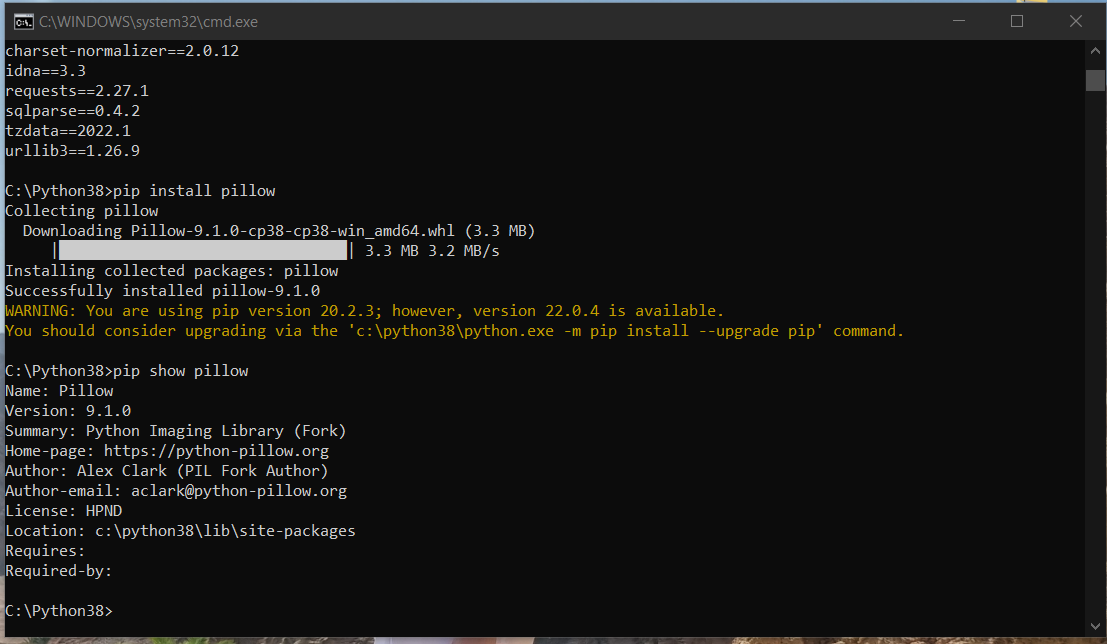 C:\WINDOWS\system32\cmd.exe
charset-normalizer==2.0.12
idna==3.3
requests==2.27.1
sqlparse==0.4.2
tzdata==2022.1
urllib3==1.26.9
C:\Python38>pip install pillow
Collecting pillow
  Downloading Pillow-9.1.0-cp38-cp38-win_amd64.whl (3.3 MB)
| | 3.3 MB 3.2 MB/s
Installing collected packages: pillow
Successfully installed pillow-9.1.0
WARNING: You are using pip version 20.2.3; however, version 22.0.4 is available.
You should consider upgrading via the 'c:\python38\python.exe -m pip install --upgrade pip' command.
C:\Python38>pip show pillow
Name: Pillow
Version: 9.1.0
Summary: Python Imaging Library (Fork)
Home-page: https://python-pillow.org
Author: Alex Clark (PIL Fork Author)
Author-email: aclark@python-pillow.org
License: HPND
Location: c:\python38\lib\site-packages
Requires:
Required-by:
C:\Python38>